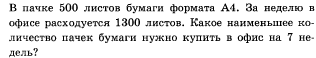 В пачке 500 листов бумаги формата А4. За неделю в
офисе расходуется 1300 листов. Какое наименьшее ко-
личество пачек бумаги нужно купить в офис на 7 не-
дель?